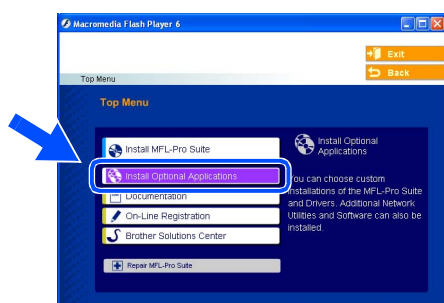 Macromedia Flash Player 6
Exit
Back
Top Menu
Top Menu
Install MFL-Pro Suite
Install Optional Applications
Documentation
On-Line Registration
Brother Solutions Center
Repair MFL-Pro Suite
Install Optional
Applications
You can choose custom
installations of the MFL-Pro Suite
and Drivers. Additional Network
Utilities and Software can also be
installed.